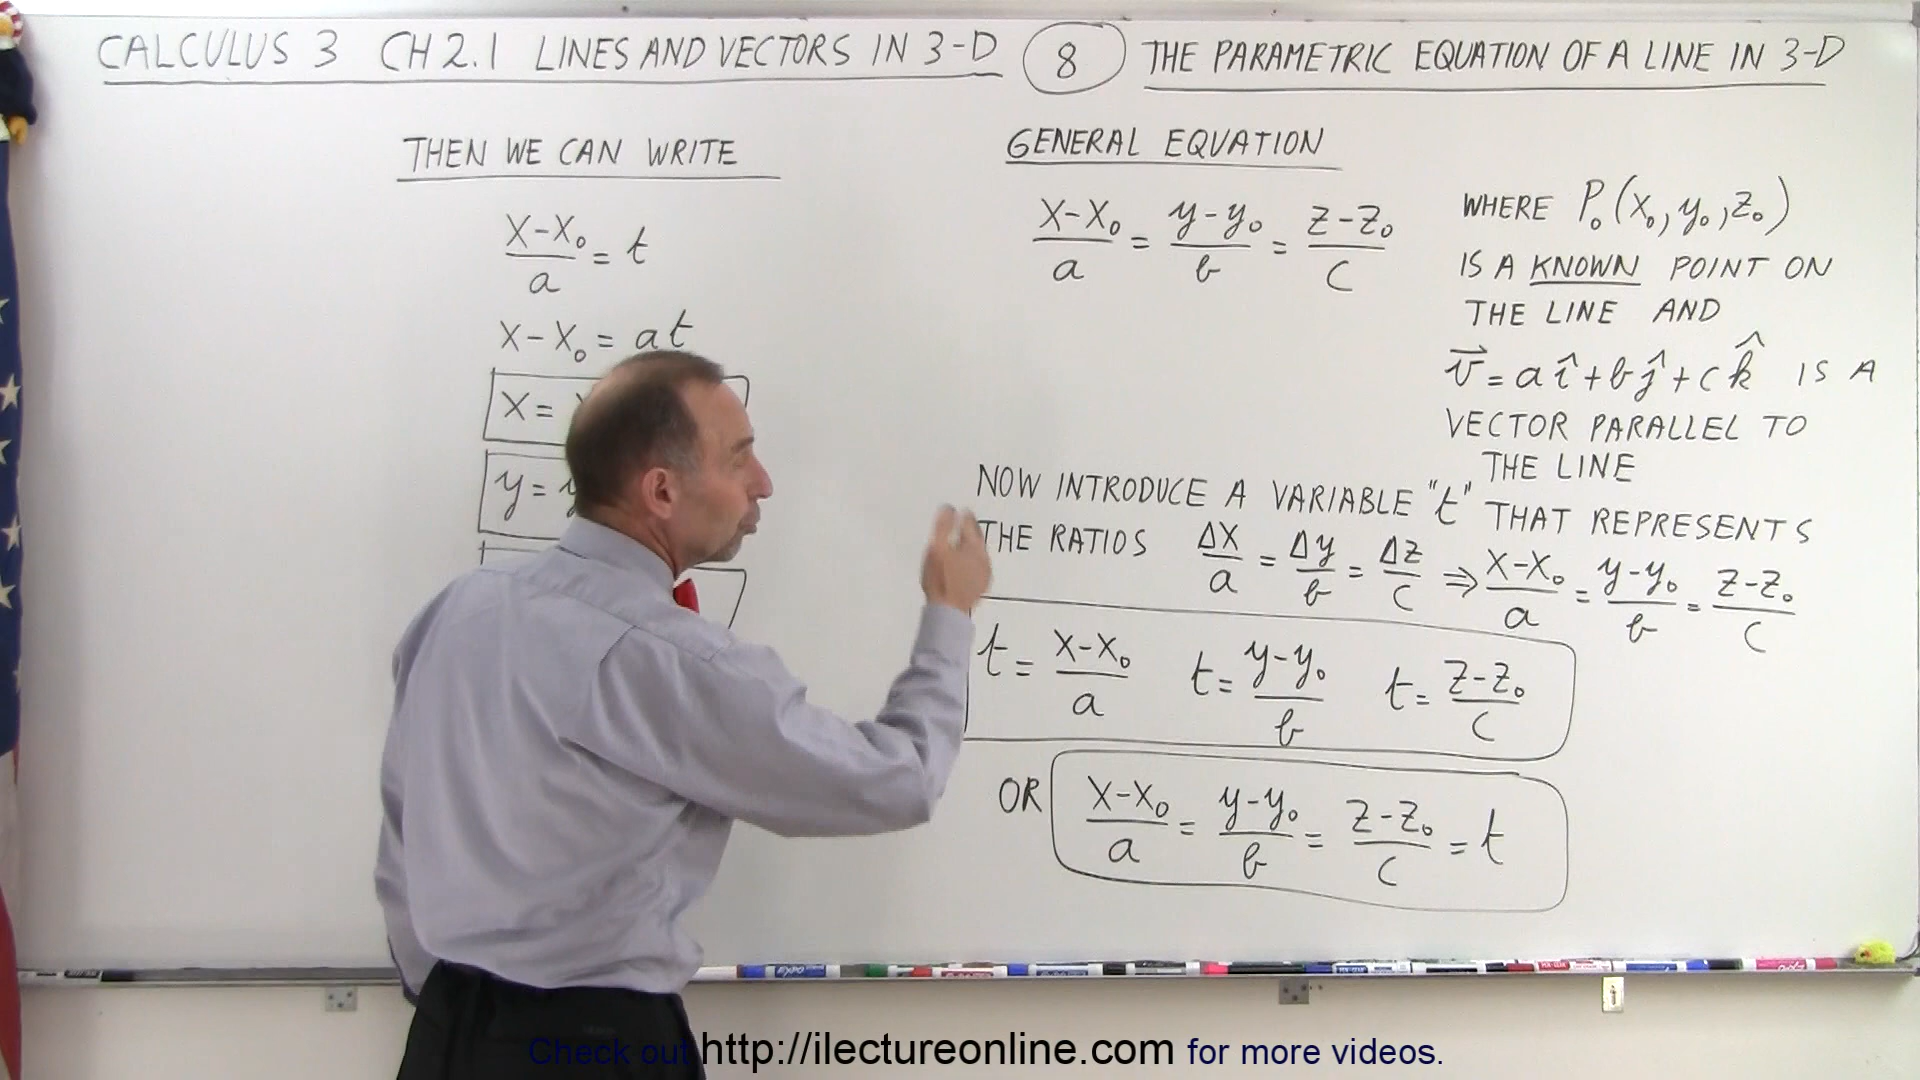 CALCULUS 3 CH 2.1 LINES AND VECTORS IN 3-D 8 THE PARAMETRIC EQUATION OF A LINE IN 3-D
THEN WE CAN WRITE
(x-x₀)/a = t
x-x₀ = at
x =
y =
GENERAL EQUATION
(x-x₀)/a = (y-y₀)/b = (z-z₀)/c
WHERE P₀(x₀, y₀, z₀)
IS A KNOWN POINT ON
THE LINE AND
v⃗ = a î + b ĵ + c k̂ IS A
VECTOR PARALLEL TO
THE LINE
NOW INTRODUCE A VARIABLE "t" THAT REPRESENTS
THE RATIOS Δx/a = Δy/b = Δz/c ⇒ (x-x₀)/a = (y-y₀)/b = (z-z₀)/c
t = (x-x₀)/a t = (y-y₀)/b t = (z-z₀)/c
OR (x-x₀)/a = (y-y₀)/b = (z-z₀)/c = t
EXPO
Check out http://ilectureonline.com for more videos.